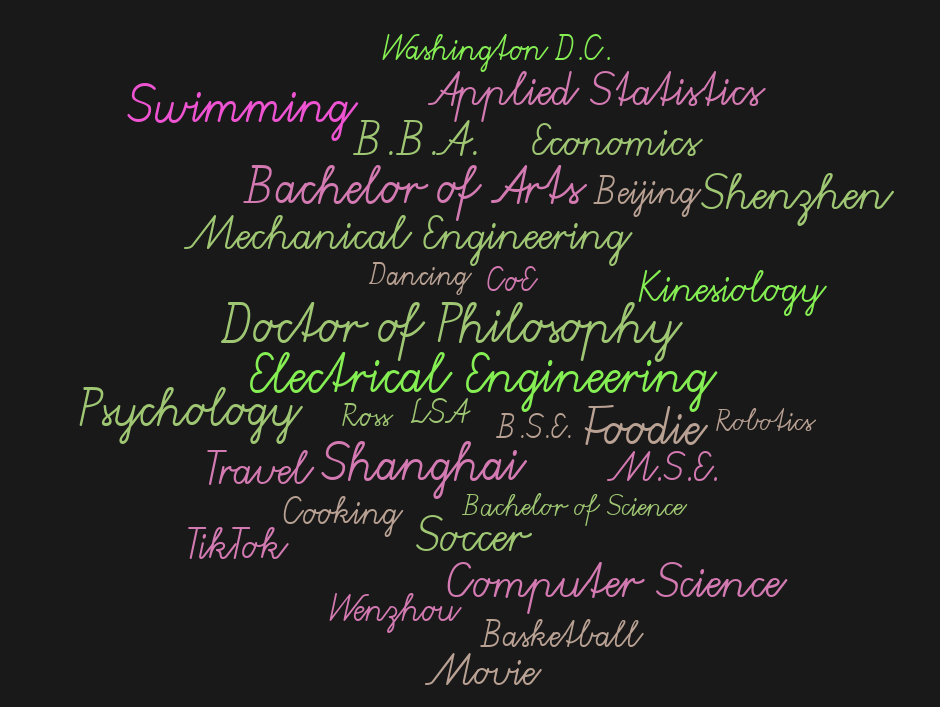 Washington D.C.
Applied Statistics
Swimming
B.B.A. Economics
Bachelor of Arts Beijing Shenzhen
Mechanical Engineering
Dancing CoE Kinesiology
Doctor of Philosophy
Electrical Engineering
Psychology Ross LSA B.S.E. Foodie Robotics
Travel Shanghai M.S.E.
Cooking Bachelor of Science
TikTok Soccer
Computer Science
Wenzhou
Basketball
Movie